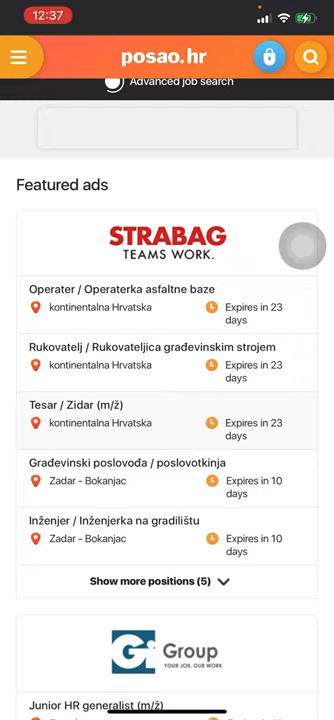 12:37
posao.hr
Advanced job search
Featured ads
STRABAG
TEAMS WORK.
Operater / Operaterka asfaltne baze
kontinentalna Hrvatska
Expires in 23
days
Rukovatelj / Rukovateljica građevinskim strojem
kontinentalna Hrvatska
Expires in 23
days
Tesar / Zidar (m/ž)
kontinentalna Hrvatska
Expires in 23
days
Građevinski poslovođa / poslovotkinja
Zadar - Bokanjac
Expires in 10
days
Inženjer / Inženjerka na gradilištu
Zadar - Bokanjac
Expires in 10
days
Show more positions (5)
Gi Group
YOUR JOB, OUR WORK
Junior HR generalist (m/ž)